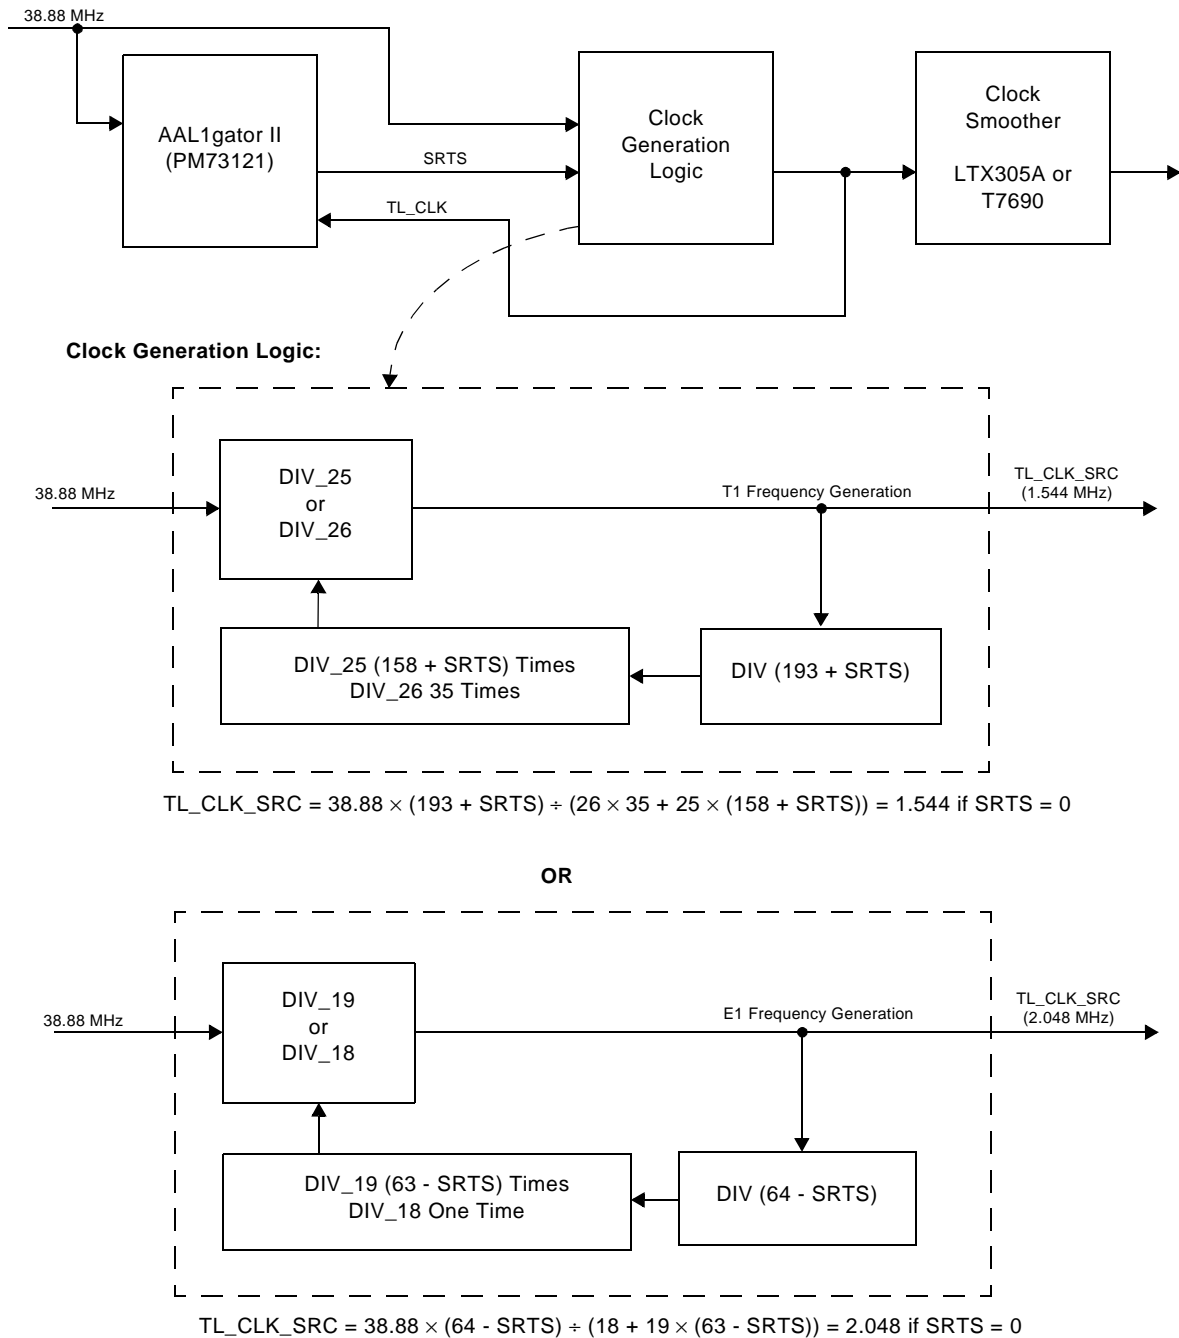 38.88 MHz
AAL1gator II
(PM73121)
SRTS
TL_CLK
Clock
Generation
Logic
Clock
Smoother
LTX305A or
T7690
Clock Generation Logic:
38.88 MHz
DIV_25
or
DIV_26
T1 Frequency Generation
TL_CLK_SRC
(1.544 MHz)
DIV_25 (158 + SRTS) Times
DIV_26 35 Times
DIV (193 + SRTS)
TL_CLK_SRC = 38.88 × (193 + SRTS) ÷ (26 × 35 + 25 × (158 + SRTS)) = 1.544 if SRTS = 0
OR
38.88 MHz
DIV_19
or
DIV_18
E1 Frequency Generation
TL_CLK_SRC
(2.048 MHz)
DIV_19 (63 - SRTS) Times
DIV_18 One Time
DIV (64 - SRTS)
TL_CLK_SRC = 38.88 × (64 - SRTS) ÷ (18 + 19 × (63 - SRTS)) = 2.048 if SRTS = 0